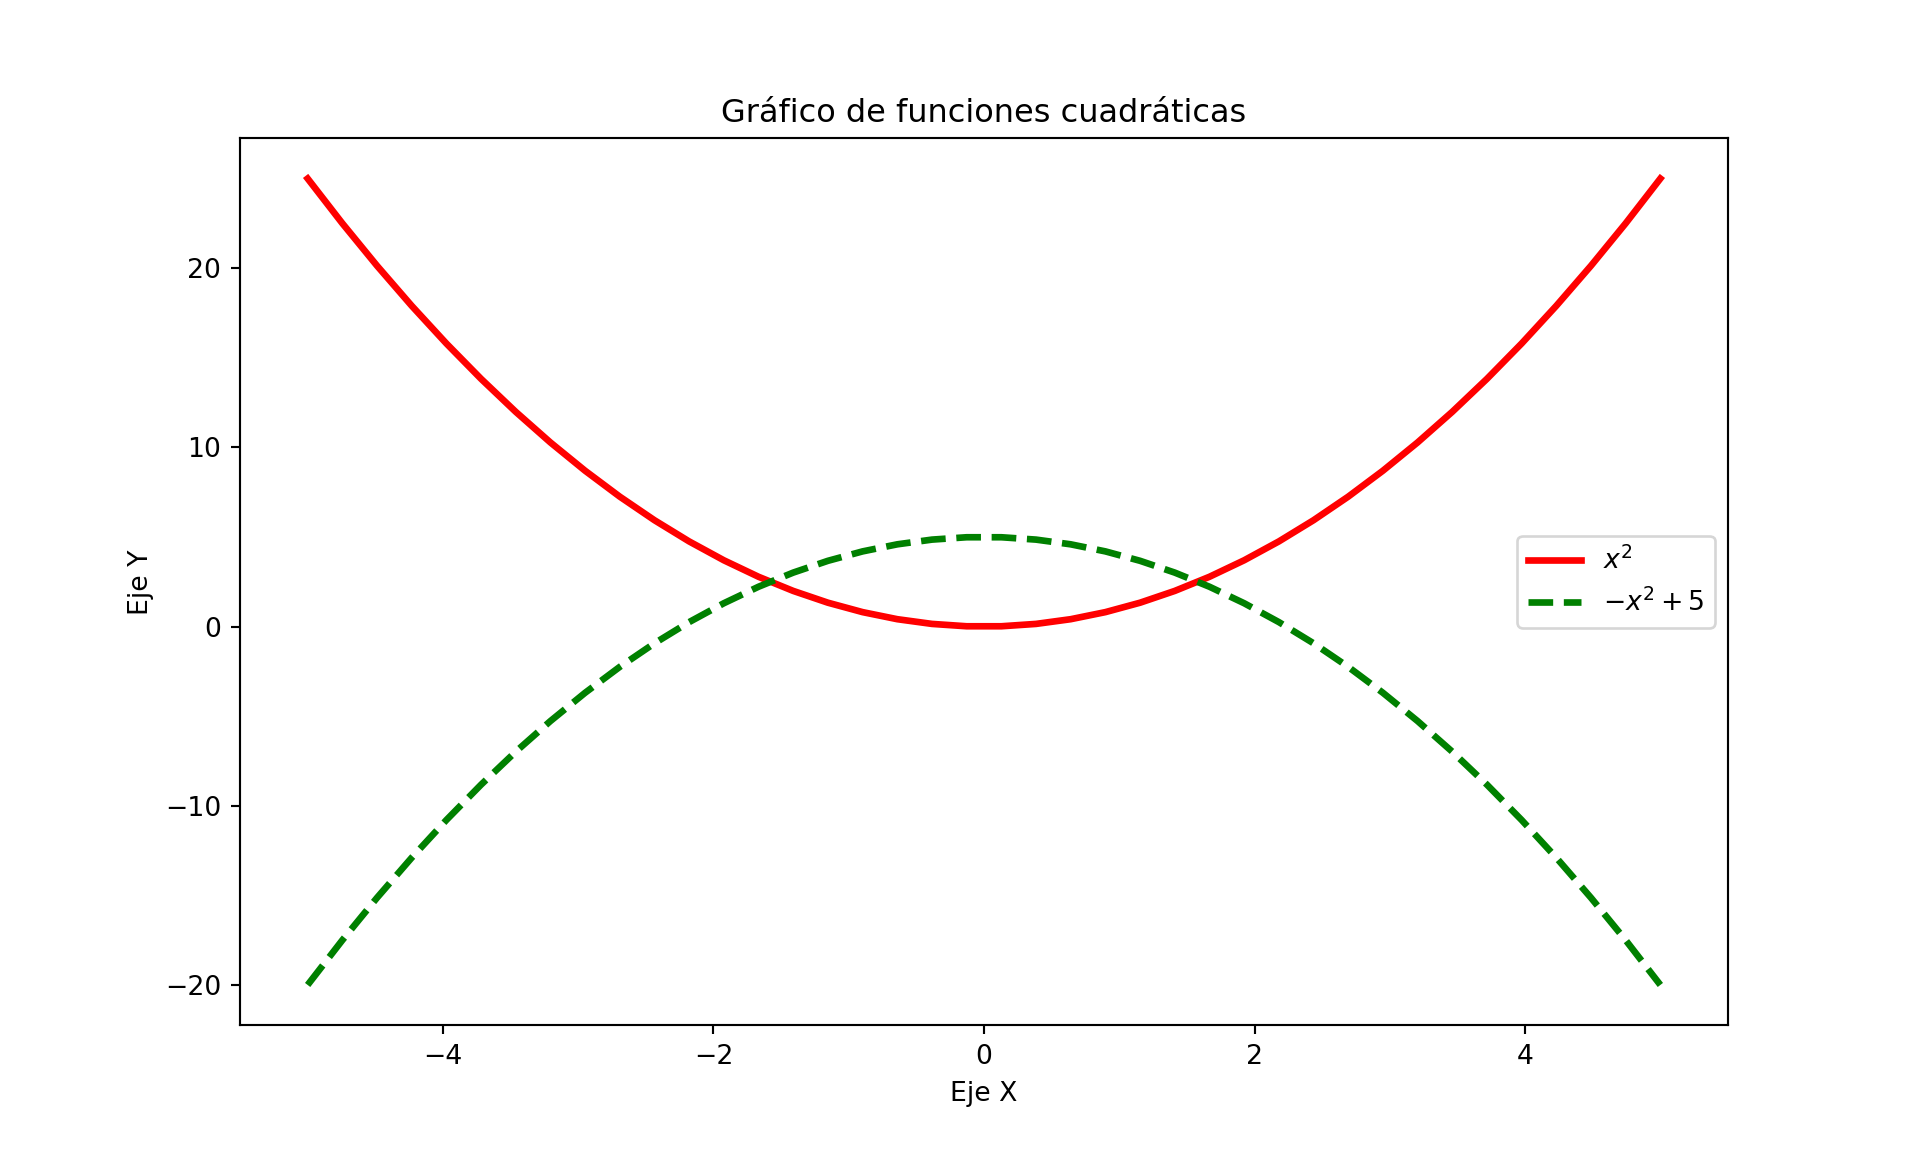 Gráfico de funciones cuadráticas
20
10
0
−10
−20
Eje Y
x²
−x² + 5
−4 −2 0 2 4
Eje X